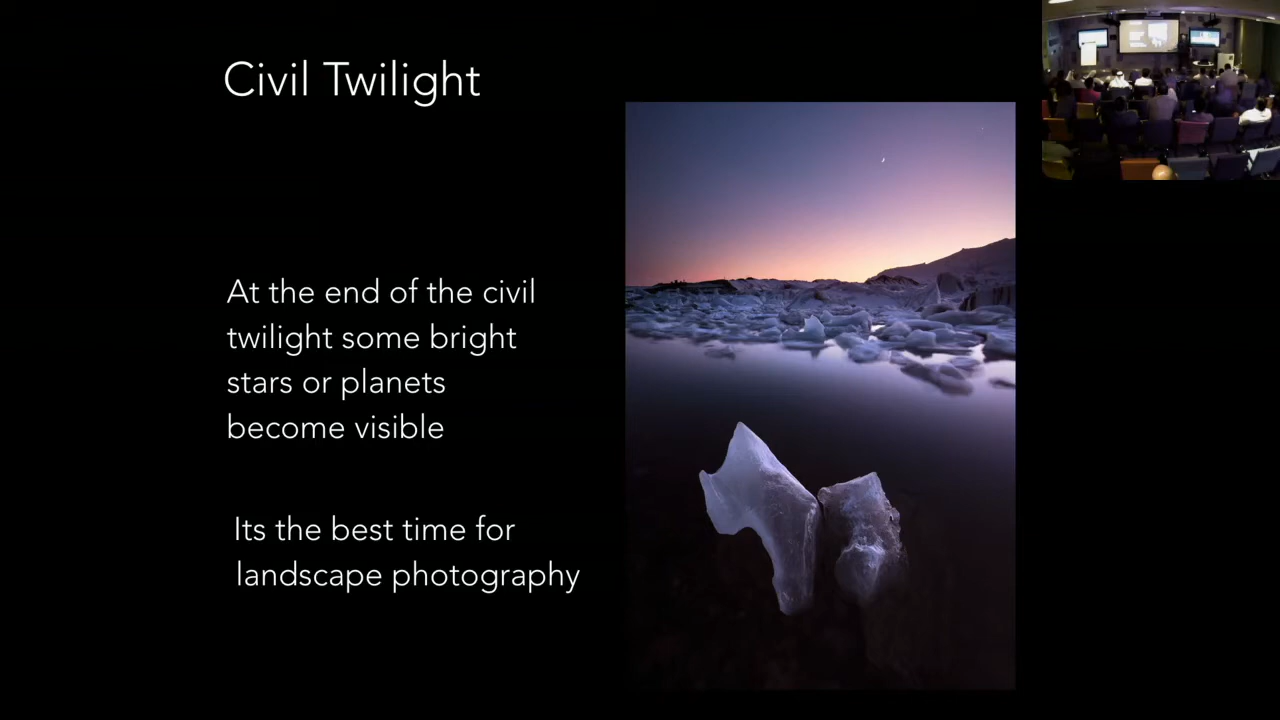 Civil Twilight
At the end of the civil
twilight some bright
stars or planets
become visible
Its the best time for
landscape photography